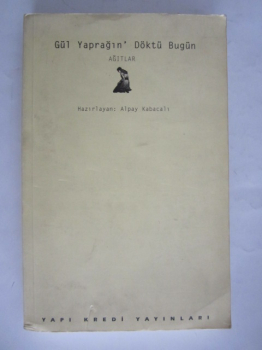 Gül Yaprağın' Döktü Bugün
AĞITLAR
Hazırlayan: Alpay Kabacalı
YAPI KREDİ YAYINLARI